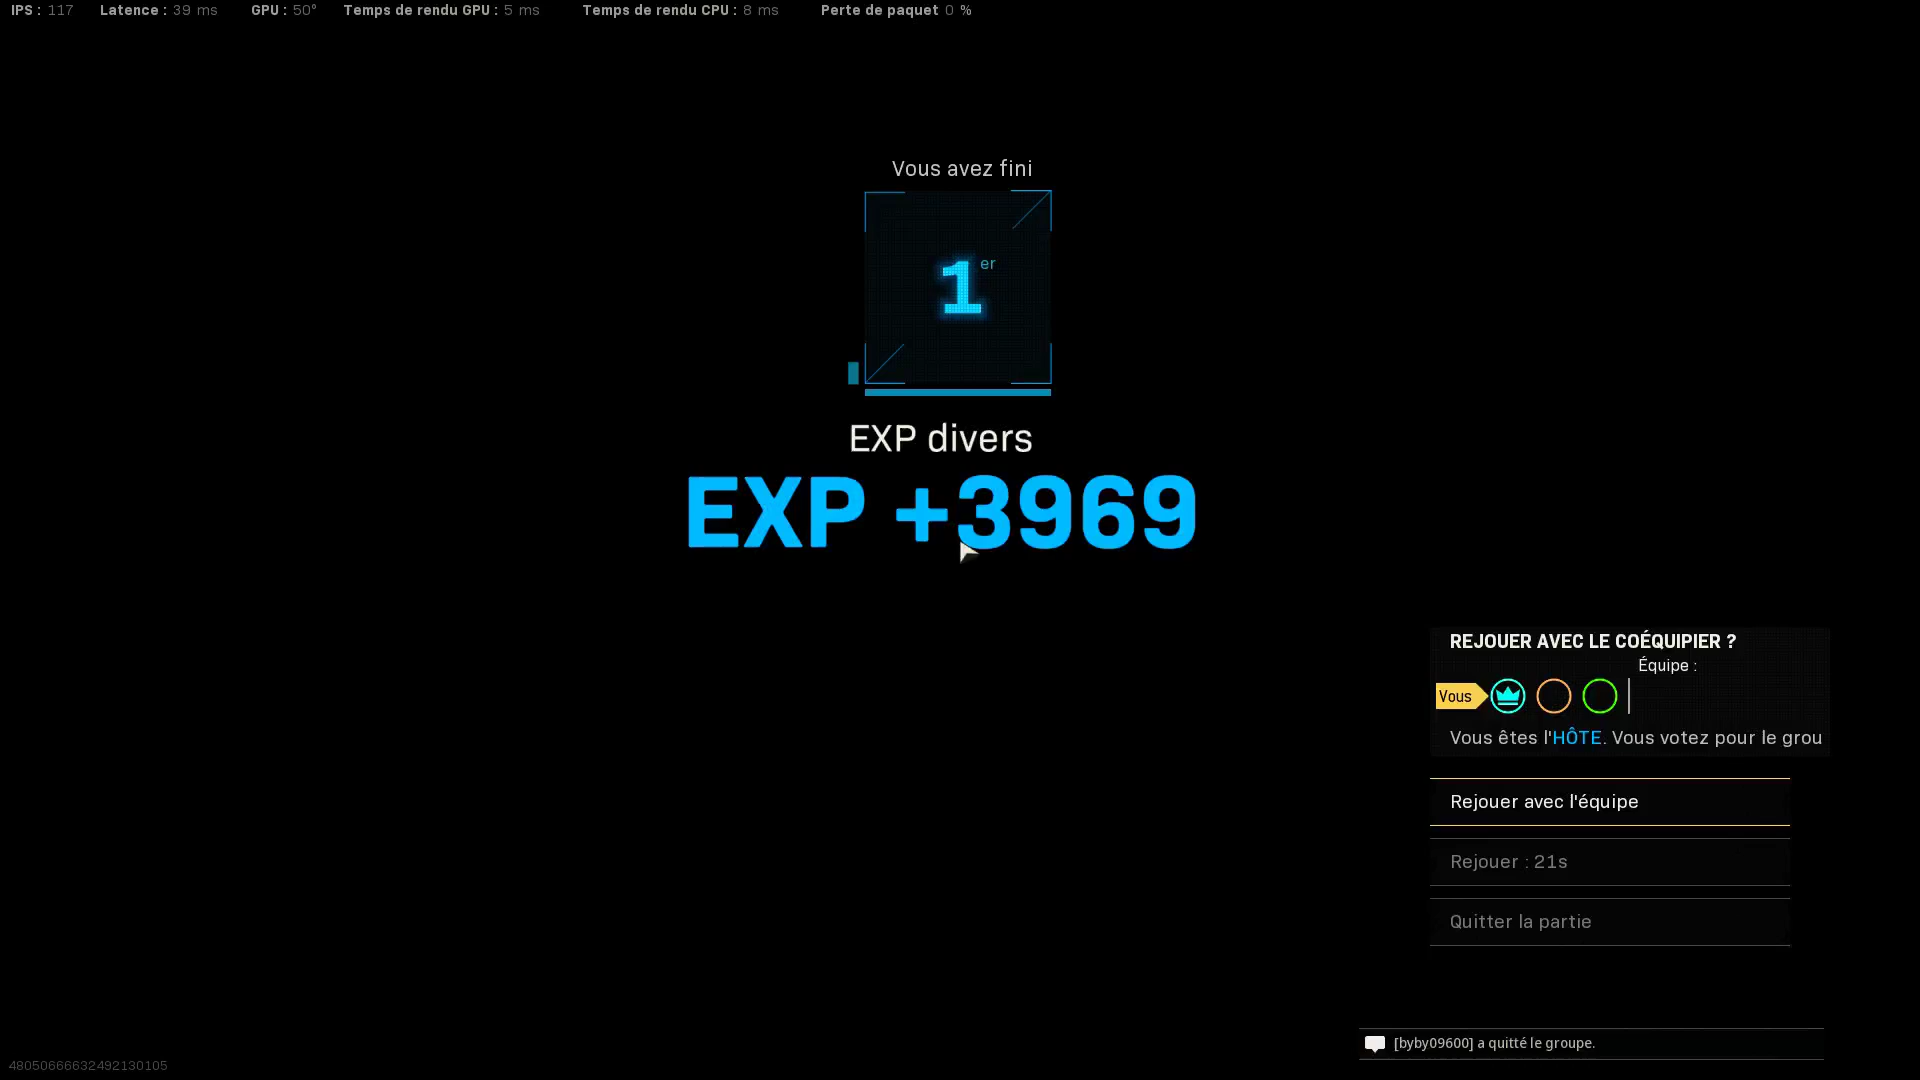 IPS : 117 Latence : 39 ms GPU : 50° Temps de rendu GPU : 5 ms Temps de rendu CPU : 8 ms Perte de paquet 0 %
Vous avez fini
1er
EXP divers
EXP +3969
REJOUER AVEC LE COÉQUIPIER ?
Équipe :
Vous
Vous êtes l'HÔTE. Vous votez pour le grou
Rejouer avec l'équipe
Rejouer : 21s
Quitter la partie
[byby09600] a quitté le groupe.
48050666632492130105